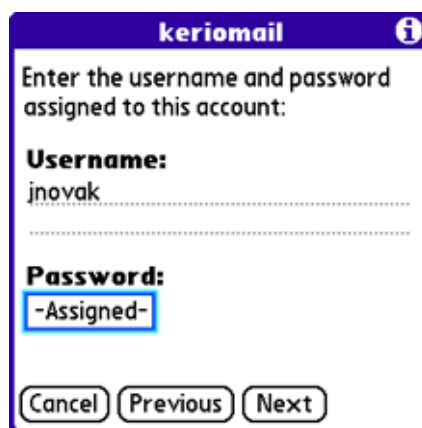 keriomail
Enter the username and password
assigned to this account:
Username:
jnovak
Password:
-Assigned-
Cancel Previous Next